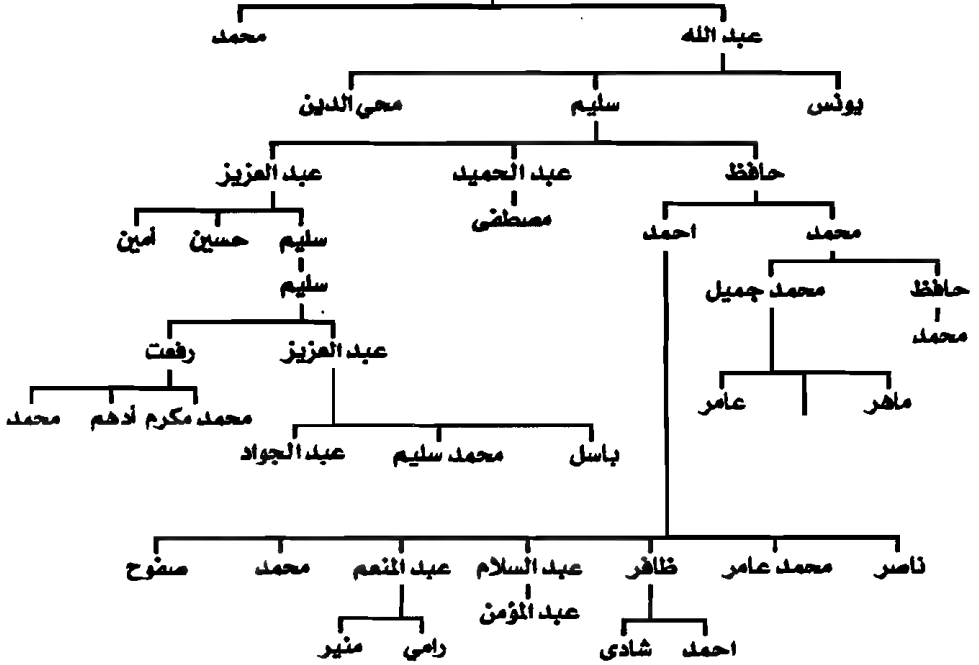 عبد الله محمد
يونس سليم محي الدين
حافظ عبد الحميد عبد العزيز
محمد احمد مصطفى سليم حسين أمين
حافظ محمد جميل سليم
محمد
عبد العزيز رفعت
ماهر عامر محمد مكرم أدهم محمد
باسل محمد سليم عبد الجواد
ناصر محمد عامر ظافر عبد السلام عبد المنعم محمد صفوح
عبد المؤمن
احمد شادى رامي منير